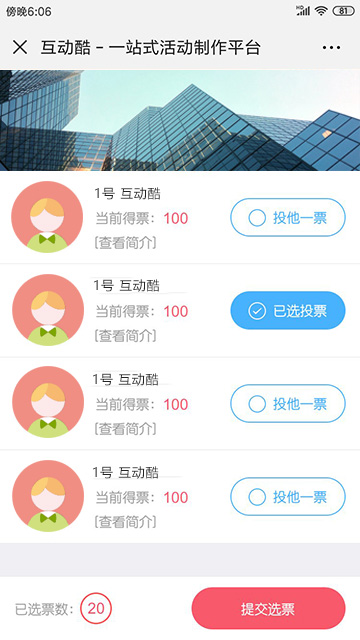 傍晚6:06
HD
81
互动酷 - 一站式活动制作平台
1号 互动酷
当前得票： 100
[查看简介]
投他一票
1号 互动酷
当前得票： 100
[查看简介]
已选投票
1号 互动酷
当前得票： 100
[查看简介]
投他一票
1号 互动酷
当前得票： 100
[查看简介]
投他一票
已选票数： 20
提交选票